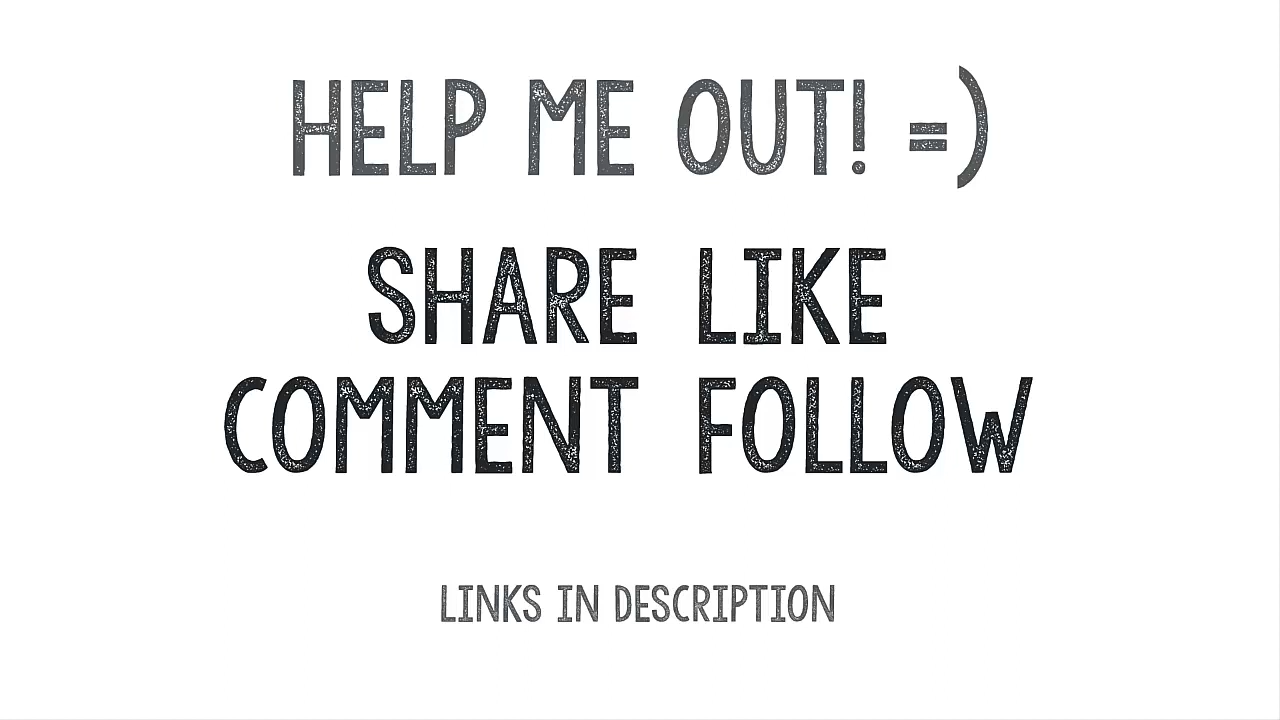 HELP ME OUT! =)
SHARE LIKE
COMMENT FOLLOW
LINKS IN DESCRIPTION